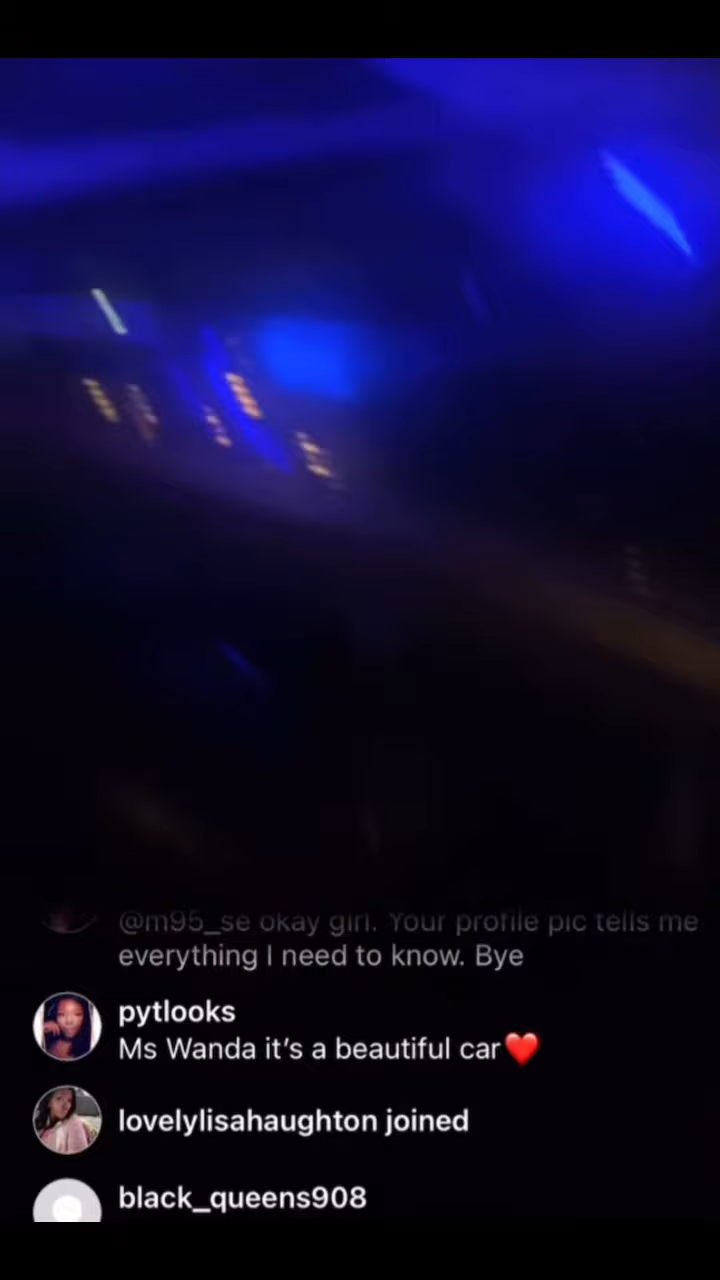 @m95_se okay girl. Your profile pic tells me
everything I need to know. Bye
pytlooks
Ms Wanda it’s a beautiful car❤️
lovelylisahaughton joined
black_queens908